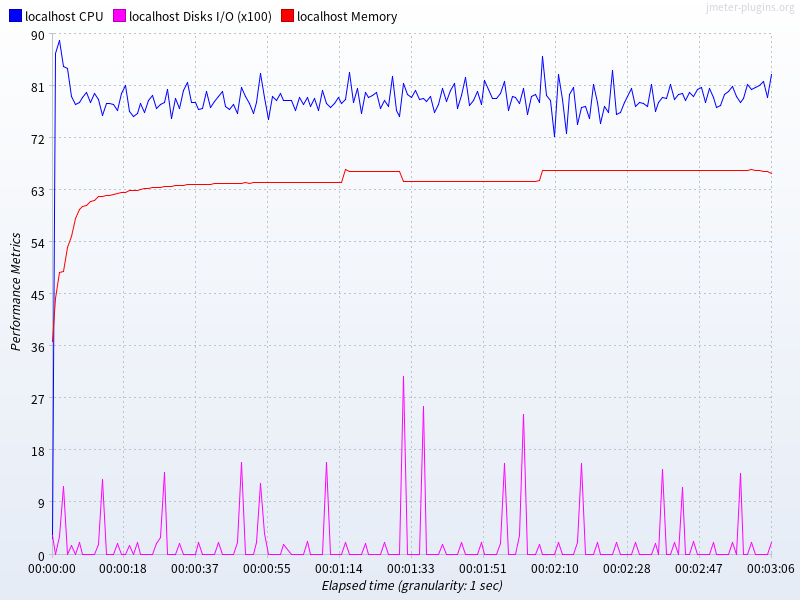 localhost CPU localhost Disks I/O (x100) localhost Memory
jmeter-plugins.org
90
81
72
63
54
45
36
27
18
9
0
Performance Metrics
00:00:00 00:00:18 00:00:37 00:00:55 00:01:14 00:01:33 00:01:51 00:02:10 00:02:28 00:02:47 00:03:06
Elapsed time (granularity: 1 sec)